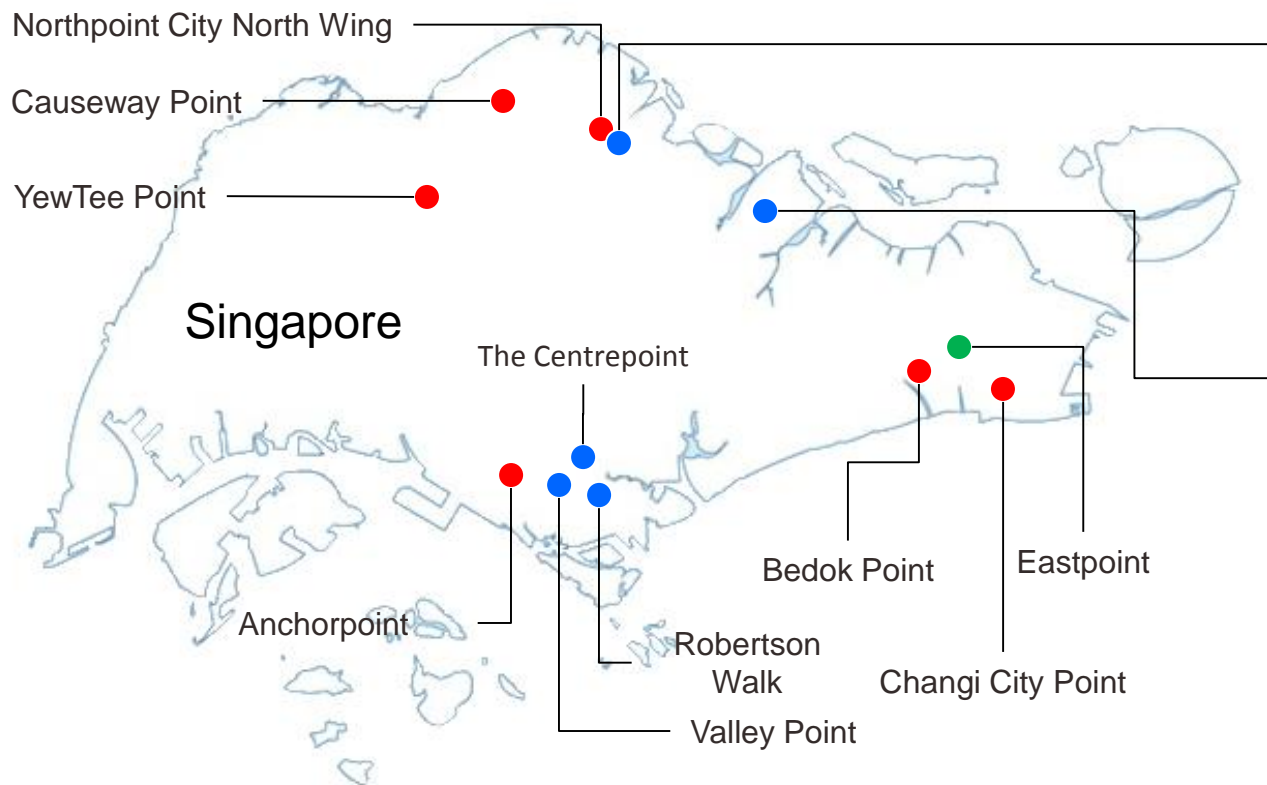 Northpoint City North Wing
Causeway Point
YewTee Point
Singapore
The Centrepoint
Bedok Point
Eastpoint
Anchorpoint
Robertson
Walk
Changi City Point
Valley Point